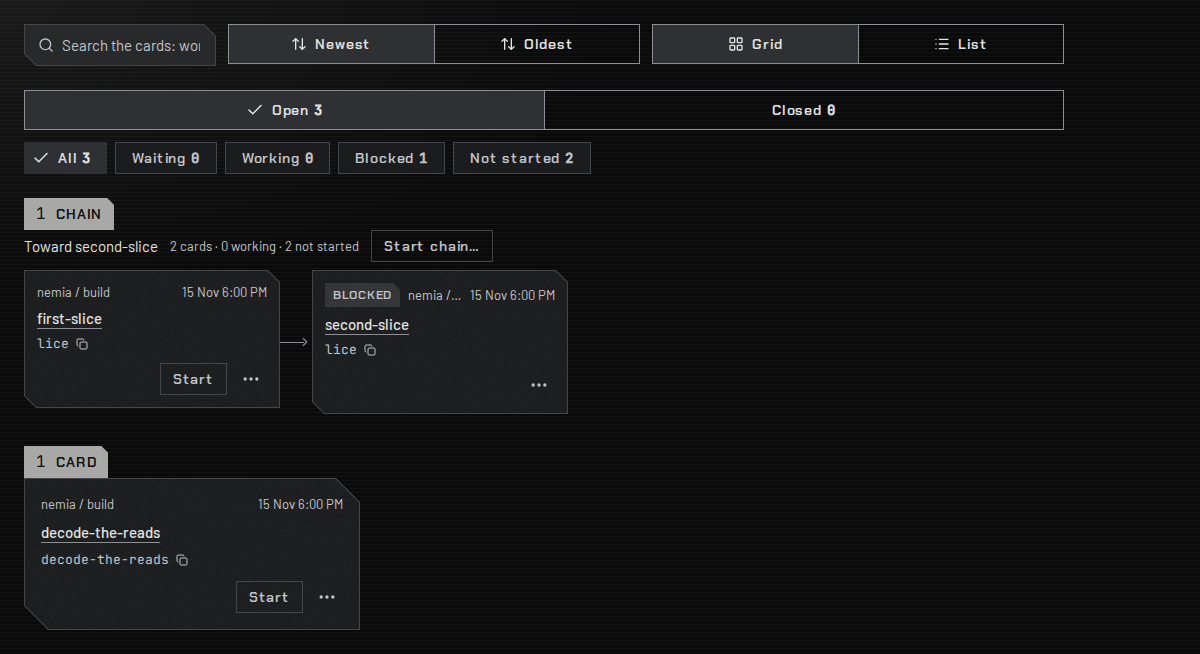 Search the cards: wor
Newest
Oldest
Grid
List
Open 3
Closed 0
All 3
Waiting 0
Working 0
Blocked 1
Not started 2
1 CHAIN
Toward second-slice 2 cards · 0 working · 2 not started Start chain…
nemia / build 15 Nov 6:00 PM
first-slice
lice
Start
BLOCKED nemia /… 15 Nov 6:00 PM
second-slice
lice
1 CARD
nemia / build 15 Nov 6:00 PM
decode-the-reads
decode-the-reads
Start